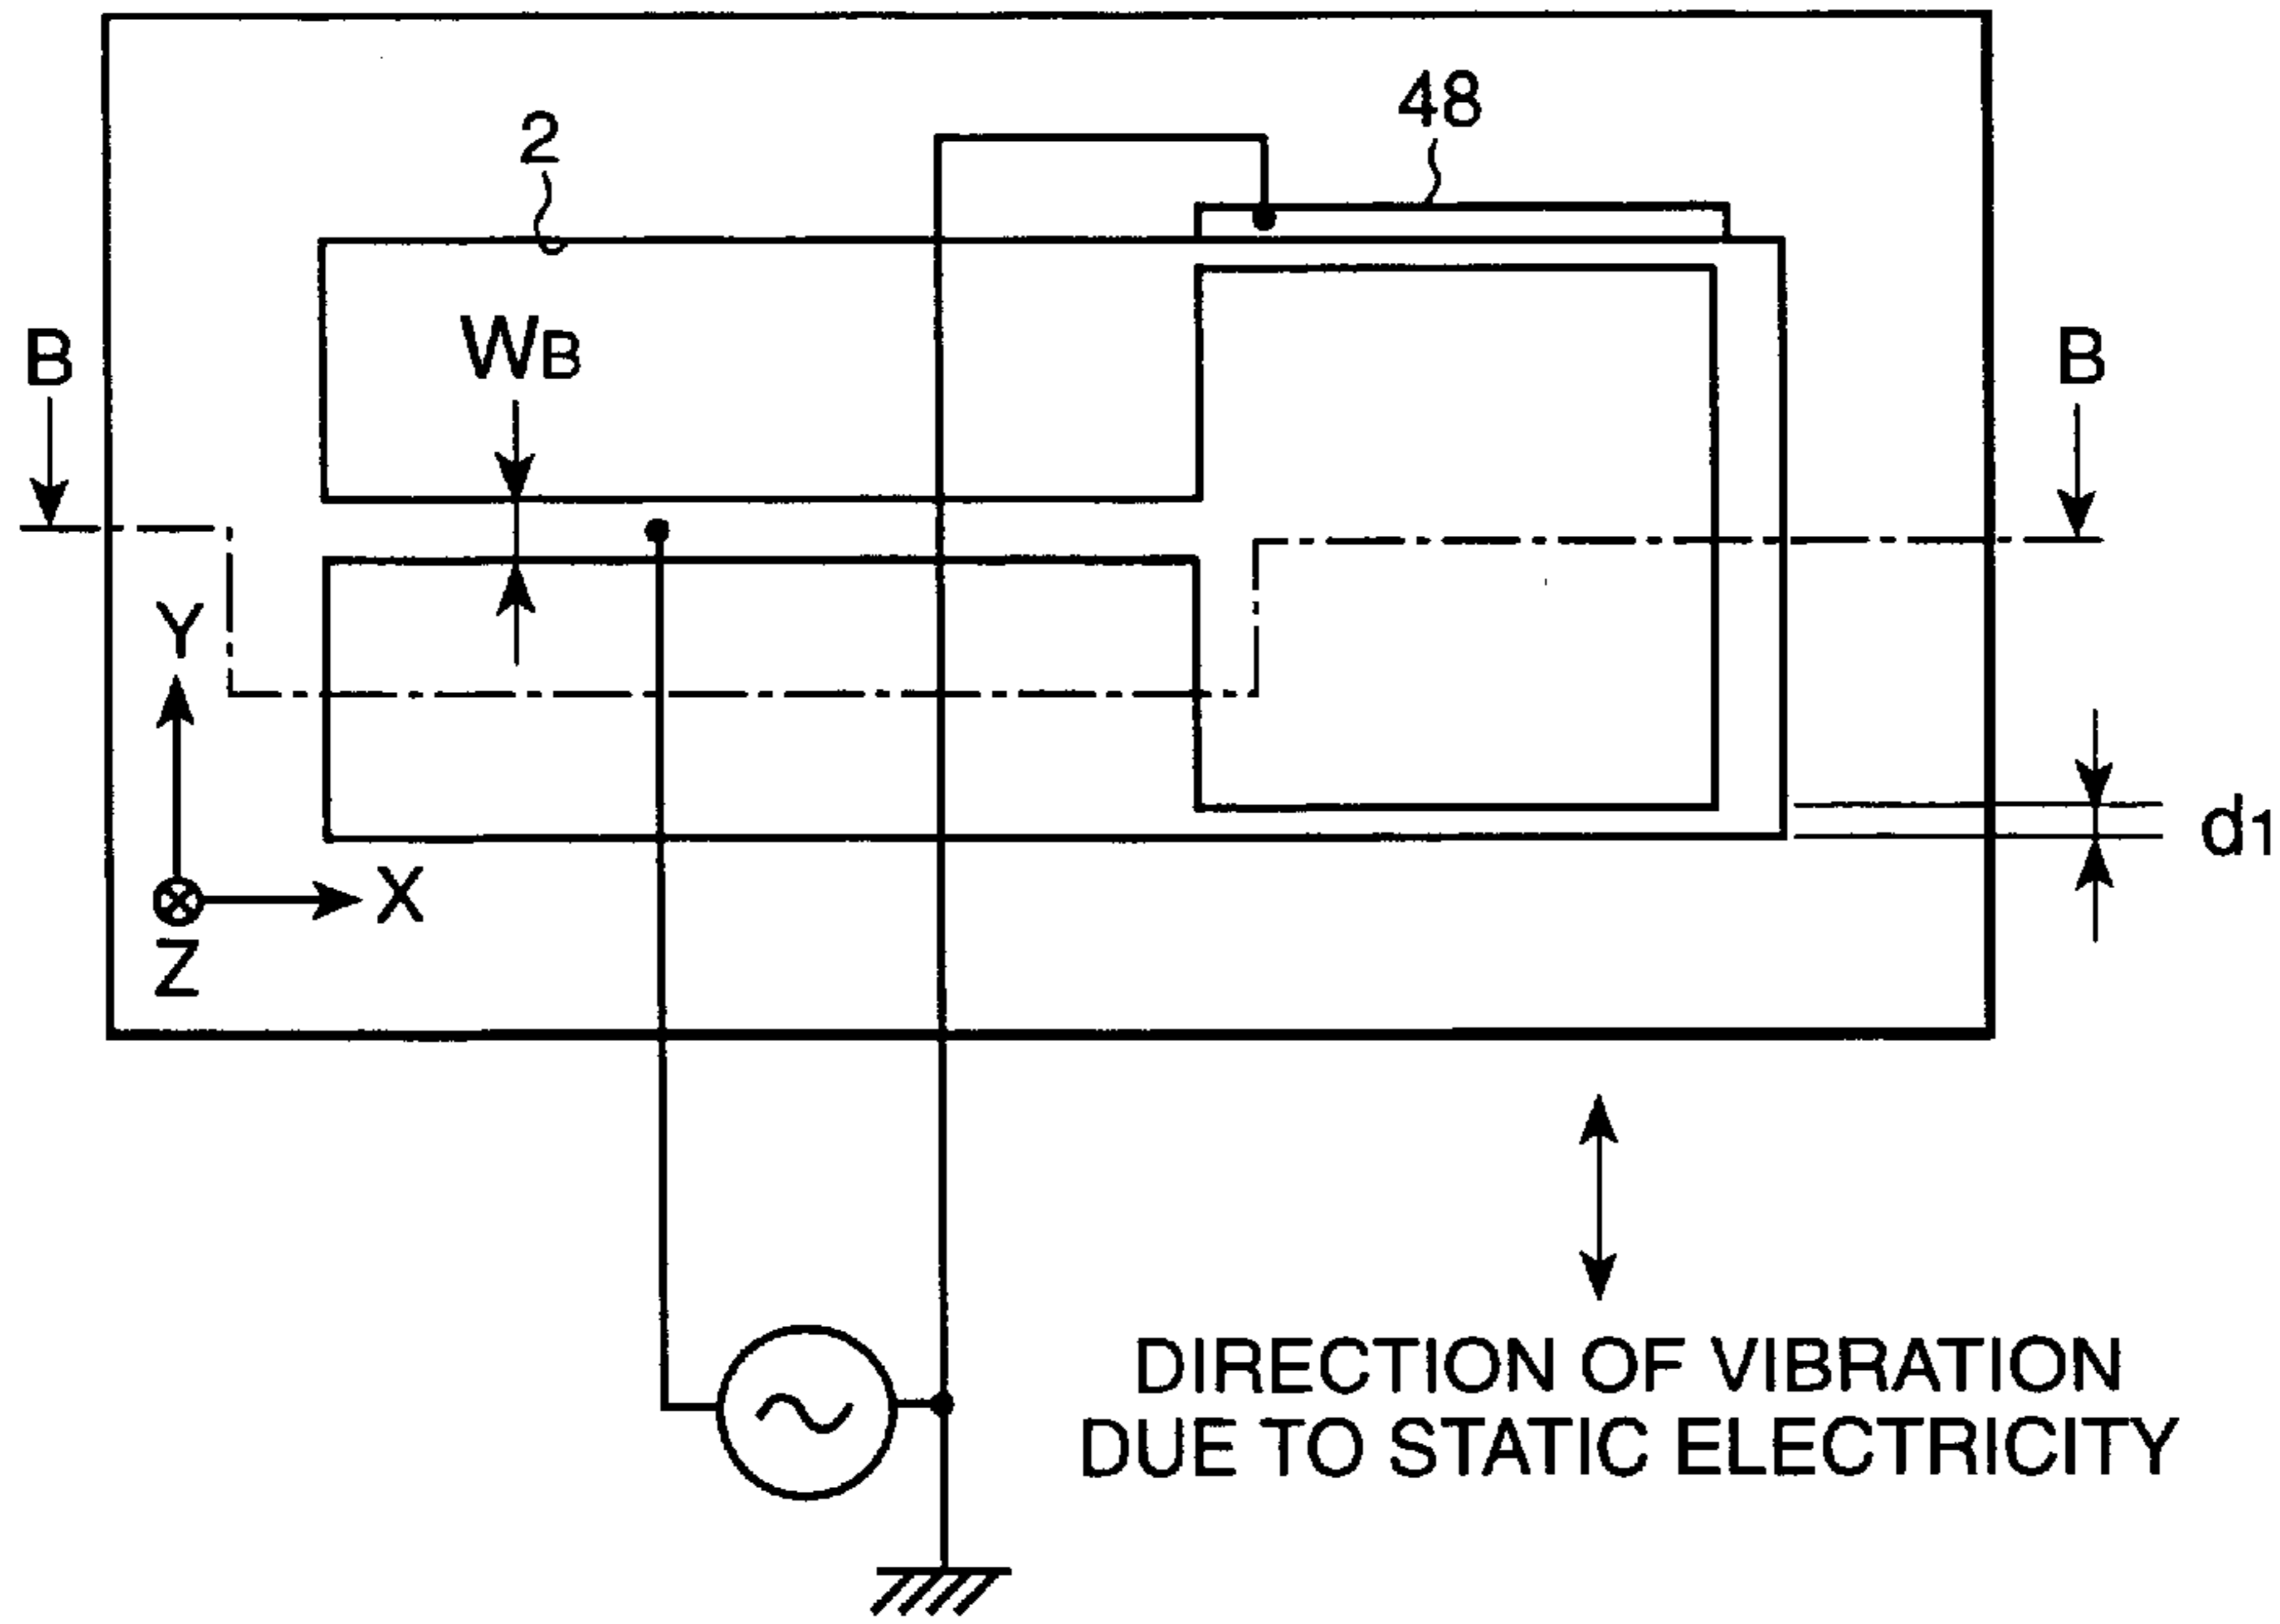 48
2
WB
B
B
Y
X
Z
d1
DIRECTION OF VIBRATION
DUE TO STATIC ELECTRICITY